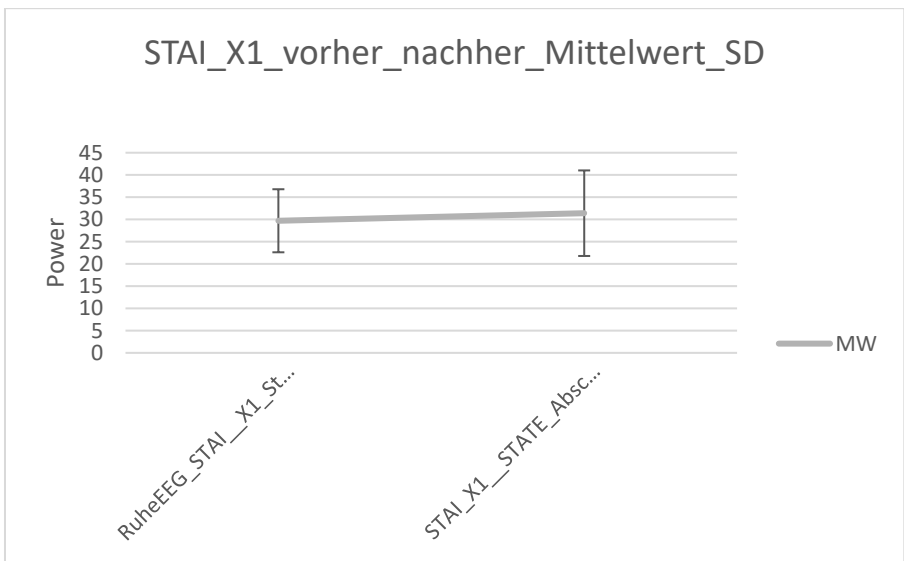 STAI_X1_vorher_nachher_Mittelwert_SD
Power
45
40
35
30
25
20
15
10
5
0
MW
RuheEEG_STAI__X1_St...
STAI_X1__STATE_Absc...